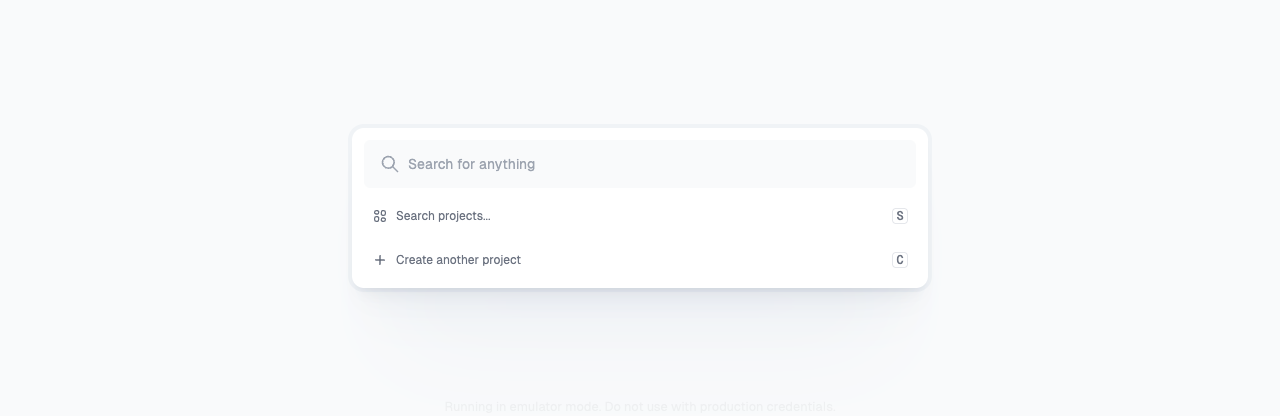 Search for anything
Search projects...
S
Create another project
C
Running in emulator mode. Do not use with production credentials.